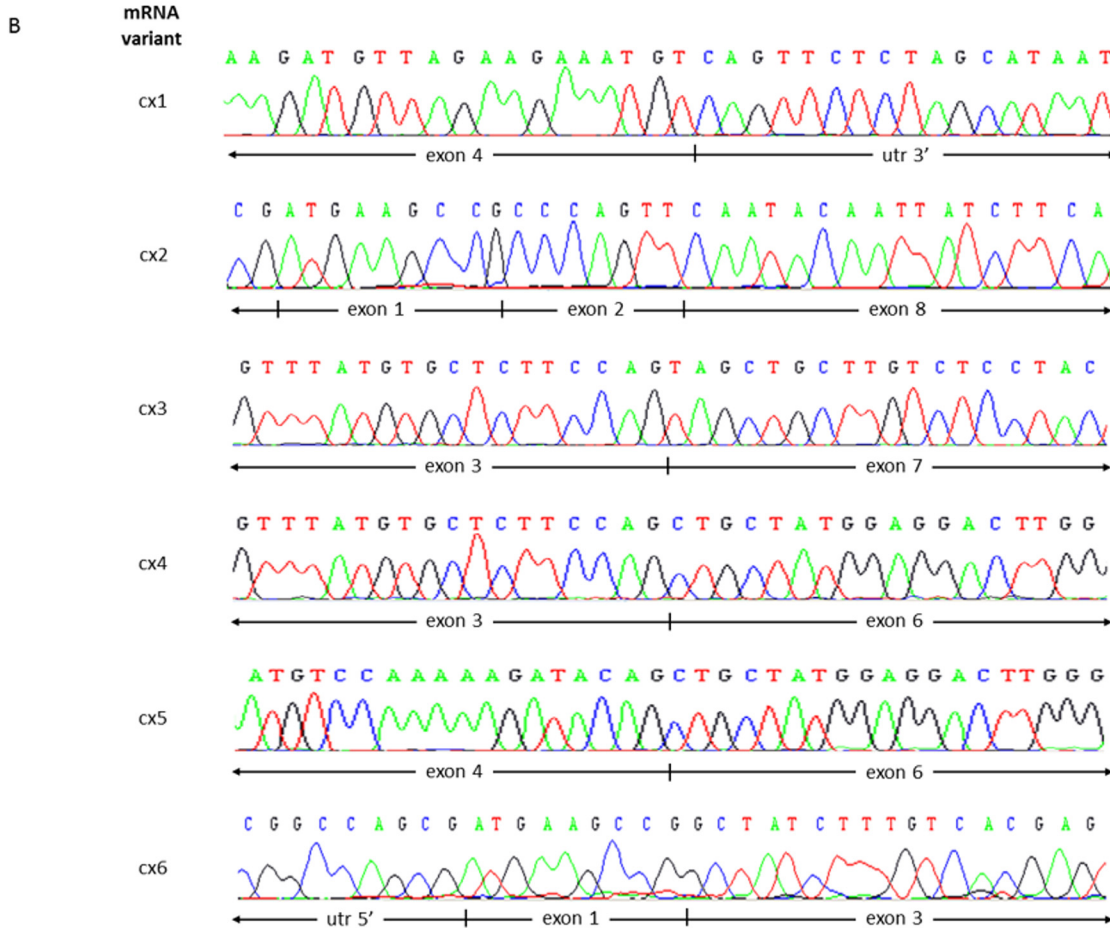 B
mRNA
variant
A A G A T G T T A G A A G A A A T G T C A G T T C T C T A G C A T A A T
cx1
exon 4
utr 3’
C G A T G A A G C C G C C C A G T T C A A T A C A A T T A T C T T C A
cx2
exon 1
exon 2
exon 8
G T T T A T G T G C T C T T C C A G T A G C T G C T T G T C T C C T A C
cx3
exon 3
exon 7
G T T T A T G T G C T C T T C C A G C T G C T A T G G A G G A C T T G G
cx4
exon 3
exon 6
A T G T C C A A A A A G A T A C A G C T G C T A T G G A G G A C T T G G G
cx5
exon 4
exon 6
C G G C C A G C G A T G A A G C C G G C T A T C T T T G T C A C G A G
cx6
utr 5’
exon 1
exon 3